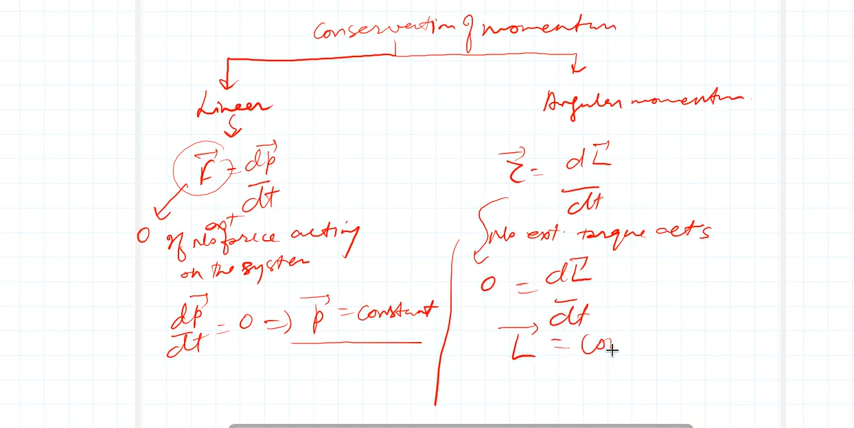 Conservation of momentum
Linear
F⃗ = dp⃗/dt
0 if no ext force acting
on the system
dp⃗/dt = 0 ⇒ p⃗ = constant
Angular momentum
τ⃗ = dL⃗/dt
No ext. torque acts
0 = dL⃗/dt
L⃗ = Co